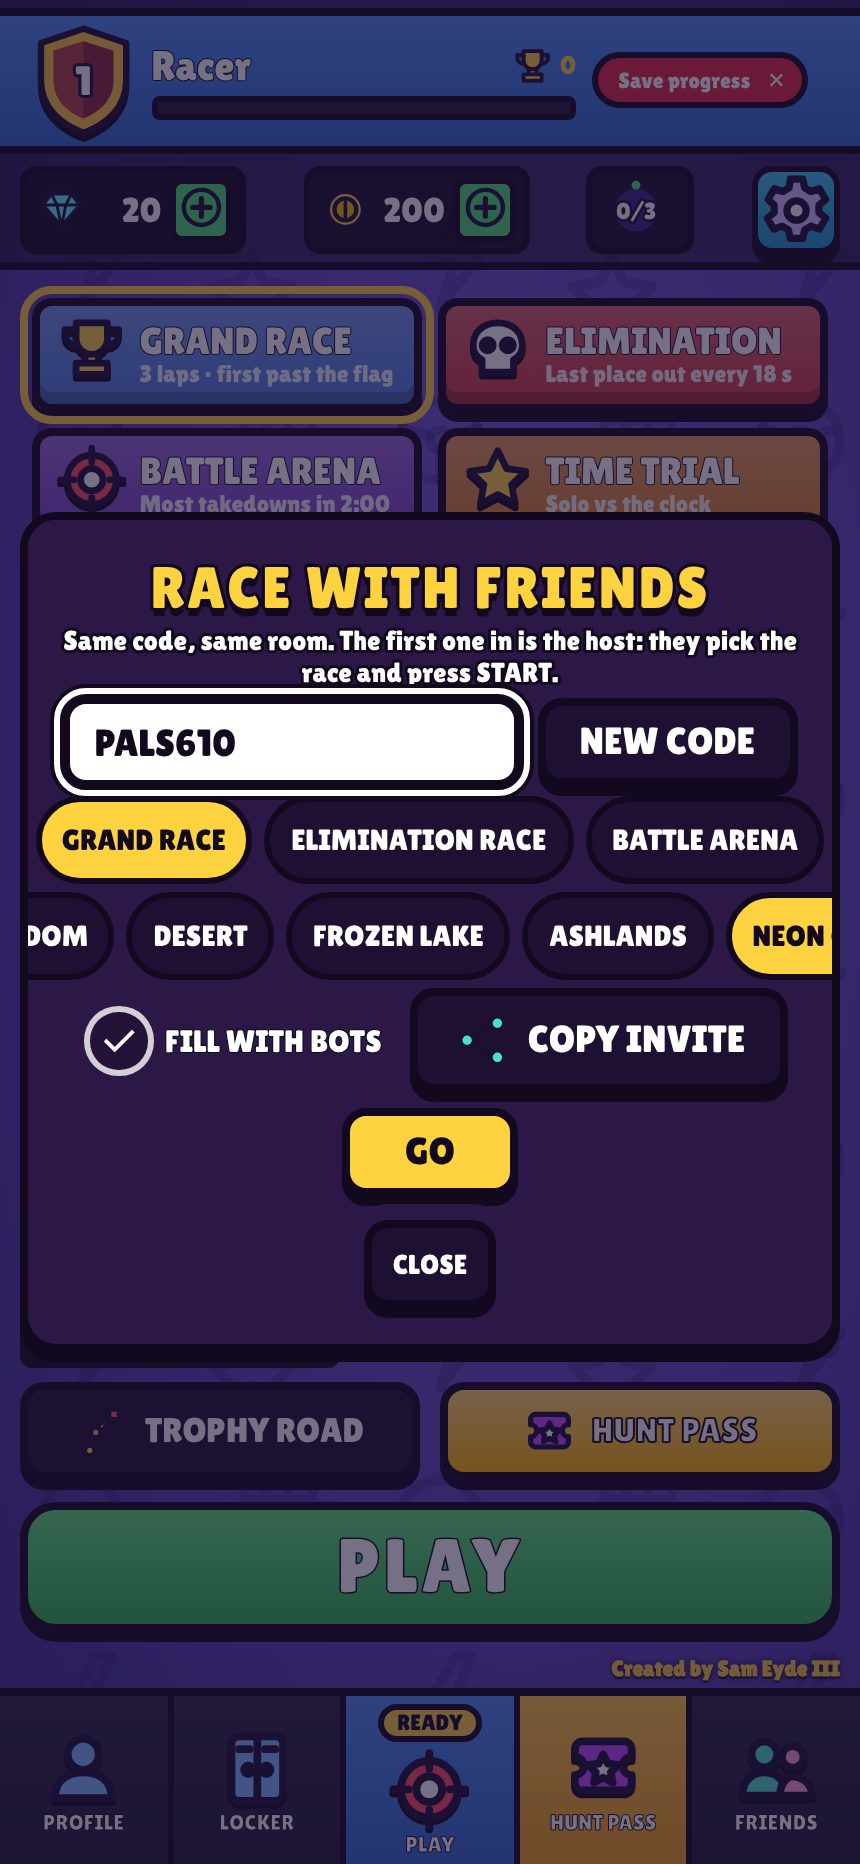 1
Racer
0
Save progress
20
200
0/3
GRAND RACE
3 laps · first past the flag
ELIMINATION
Last place out every 18 s
BATTLE ARENA
Most takedowns in 2:00
TIME TRIAL
Solo vs the clock
RACE WITH FRIENDS
Same code, same room. The first one in is the host: they pick the
race and press START.
PALS610
NEW CODE
GRAND RACE
ELIMINATION RACE
BATTLE ARENA
DOM
DESERT
FROZEN LAKE
ASHLANDS
NEON
FILL WITH BOTS
COPY INVITE
GO
CLOSE
TROPHY ROAD
HUNT PASS
PLAY
Created by Sam Eyde III
READY
PROFILE
LOCKER
PLAY
HUNT PASS
FRIENDS